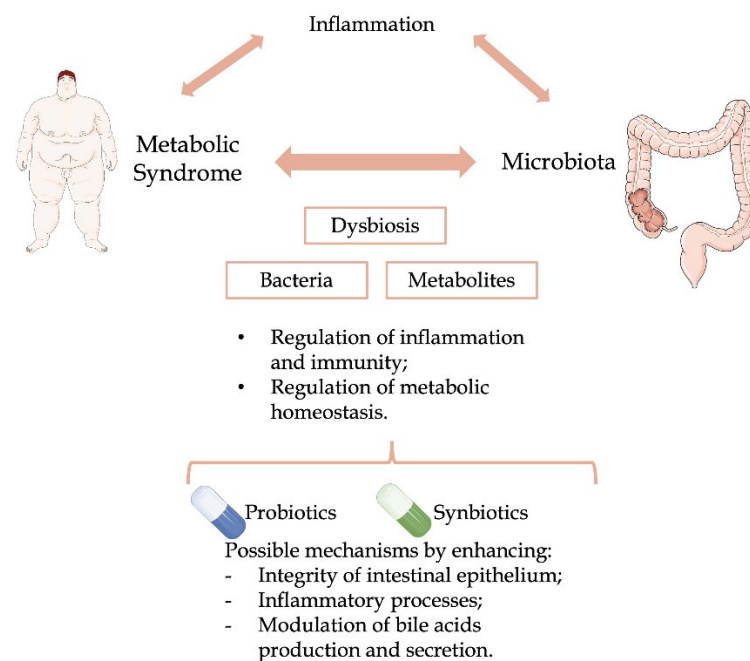 Inflammation
Metabolic
Syndrome
Microbiota
Dysbiosis
Bacteria
Metabolites
• Regulation of inflammation
and immunity;
• Regulation of metabolic
homeostasis.
Probiotics
Synbiotics
Possible mechanisms by enhancing:
- Integrity of intestinal epithelium;
- Inflammatory processes;
- Modulation of bile acids
production and secretion.